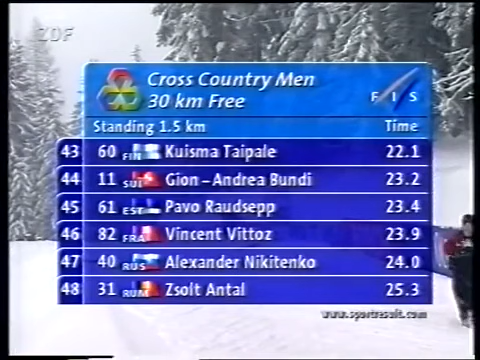 ZDF
Cross Country Men
30 km Free
FIS
Standing 1.5 km Time
43 60 FIN Kuisma Taipale 22.1
44 11 SUI Gion-Andrea Bundi 23.2
45 61 EST Pavo Raudsepp 23.4
46 82 FRA Vincent Vittoz 23.9
47 40 RUS Alexander Nikitenko 24.0
48 31 RUM Zsolt Antal 25.3
www.sportresult.com